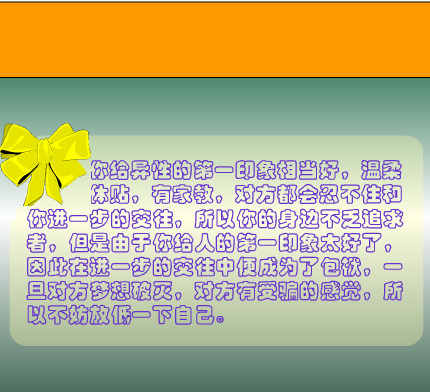 你给异性的第一印象相当好，温柔
体贴，有家教，对方都会忍不住和
你进一步的交往，所以你的身边不乏追求
者，但是由于你给人的第一印象太好了，
因此在进一步的交往中便成为了包袱，一
旦对方梦想破灭，对方有受骗的感觉，所
以不妨放低一下自己。